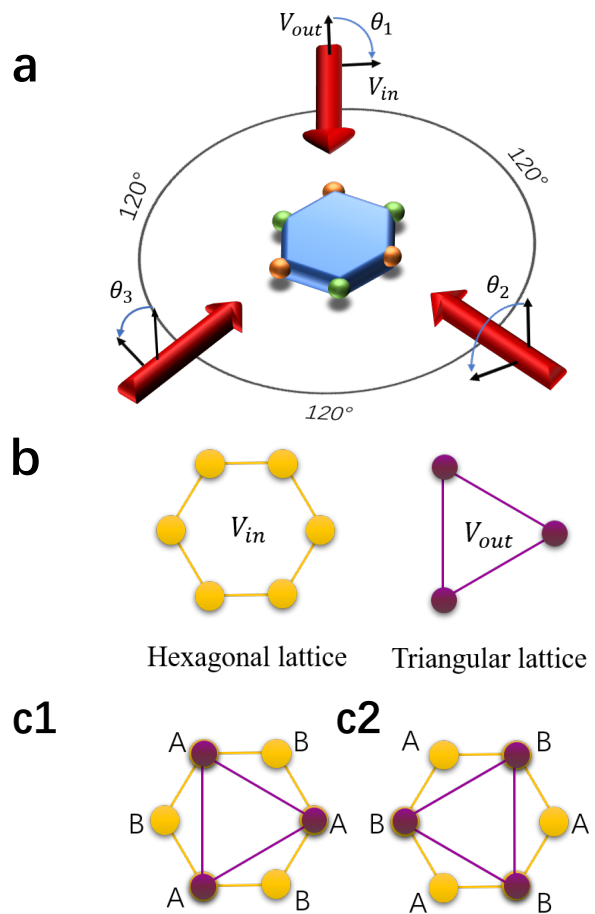 a
V_out θ_1
V_in
120° 120°
θ_3 θ_2
120°
b
V_in V_out
Hexagonal lattice Triangular lattice
c1 c2
A B A B
B A B A
A B A B